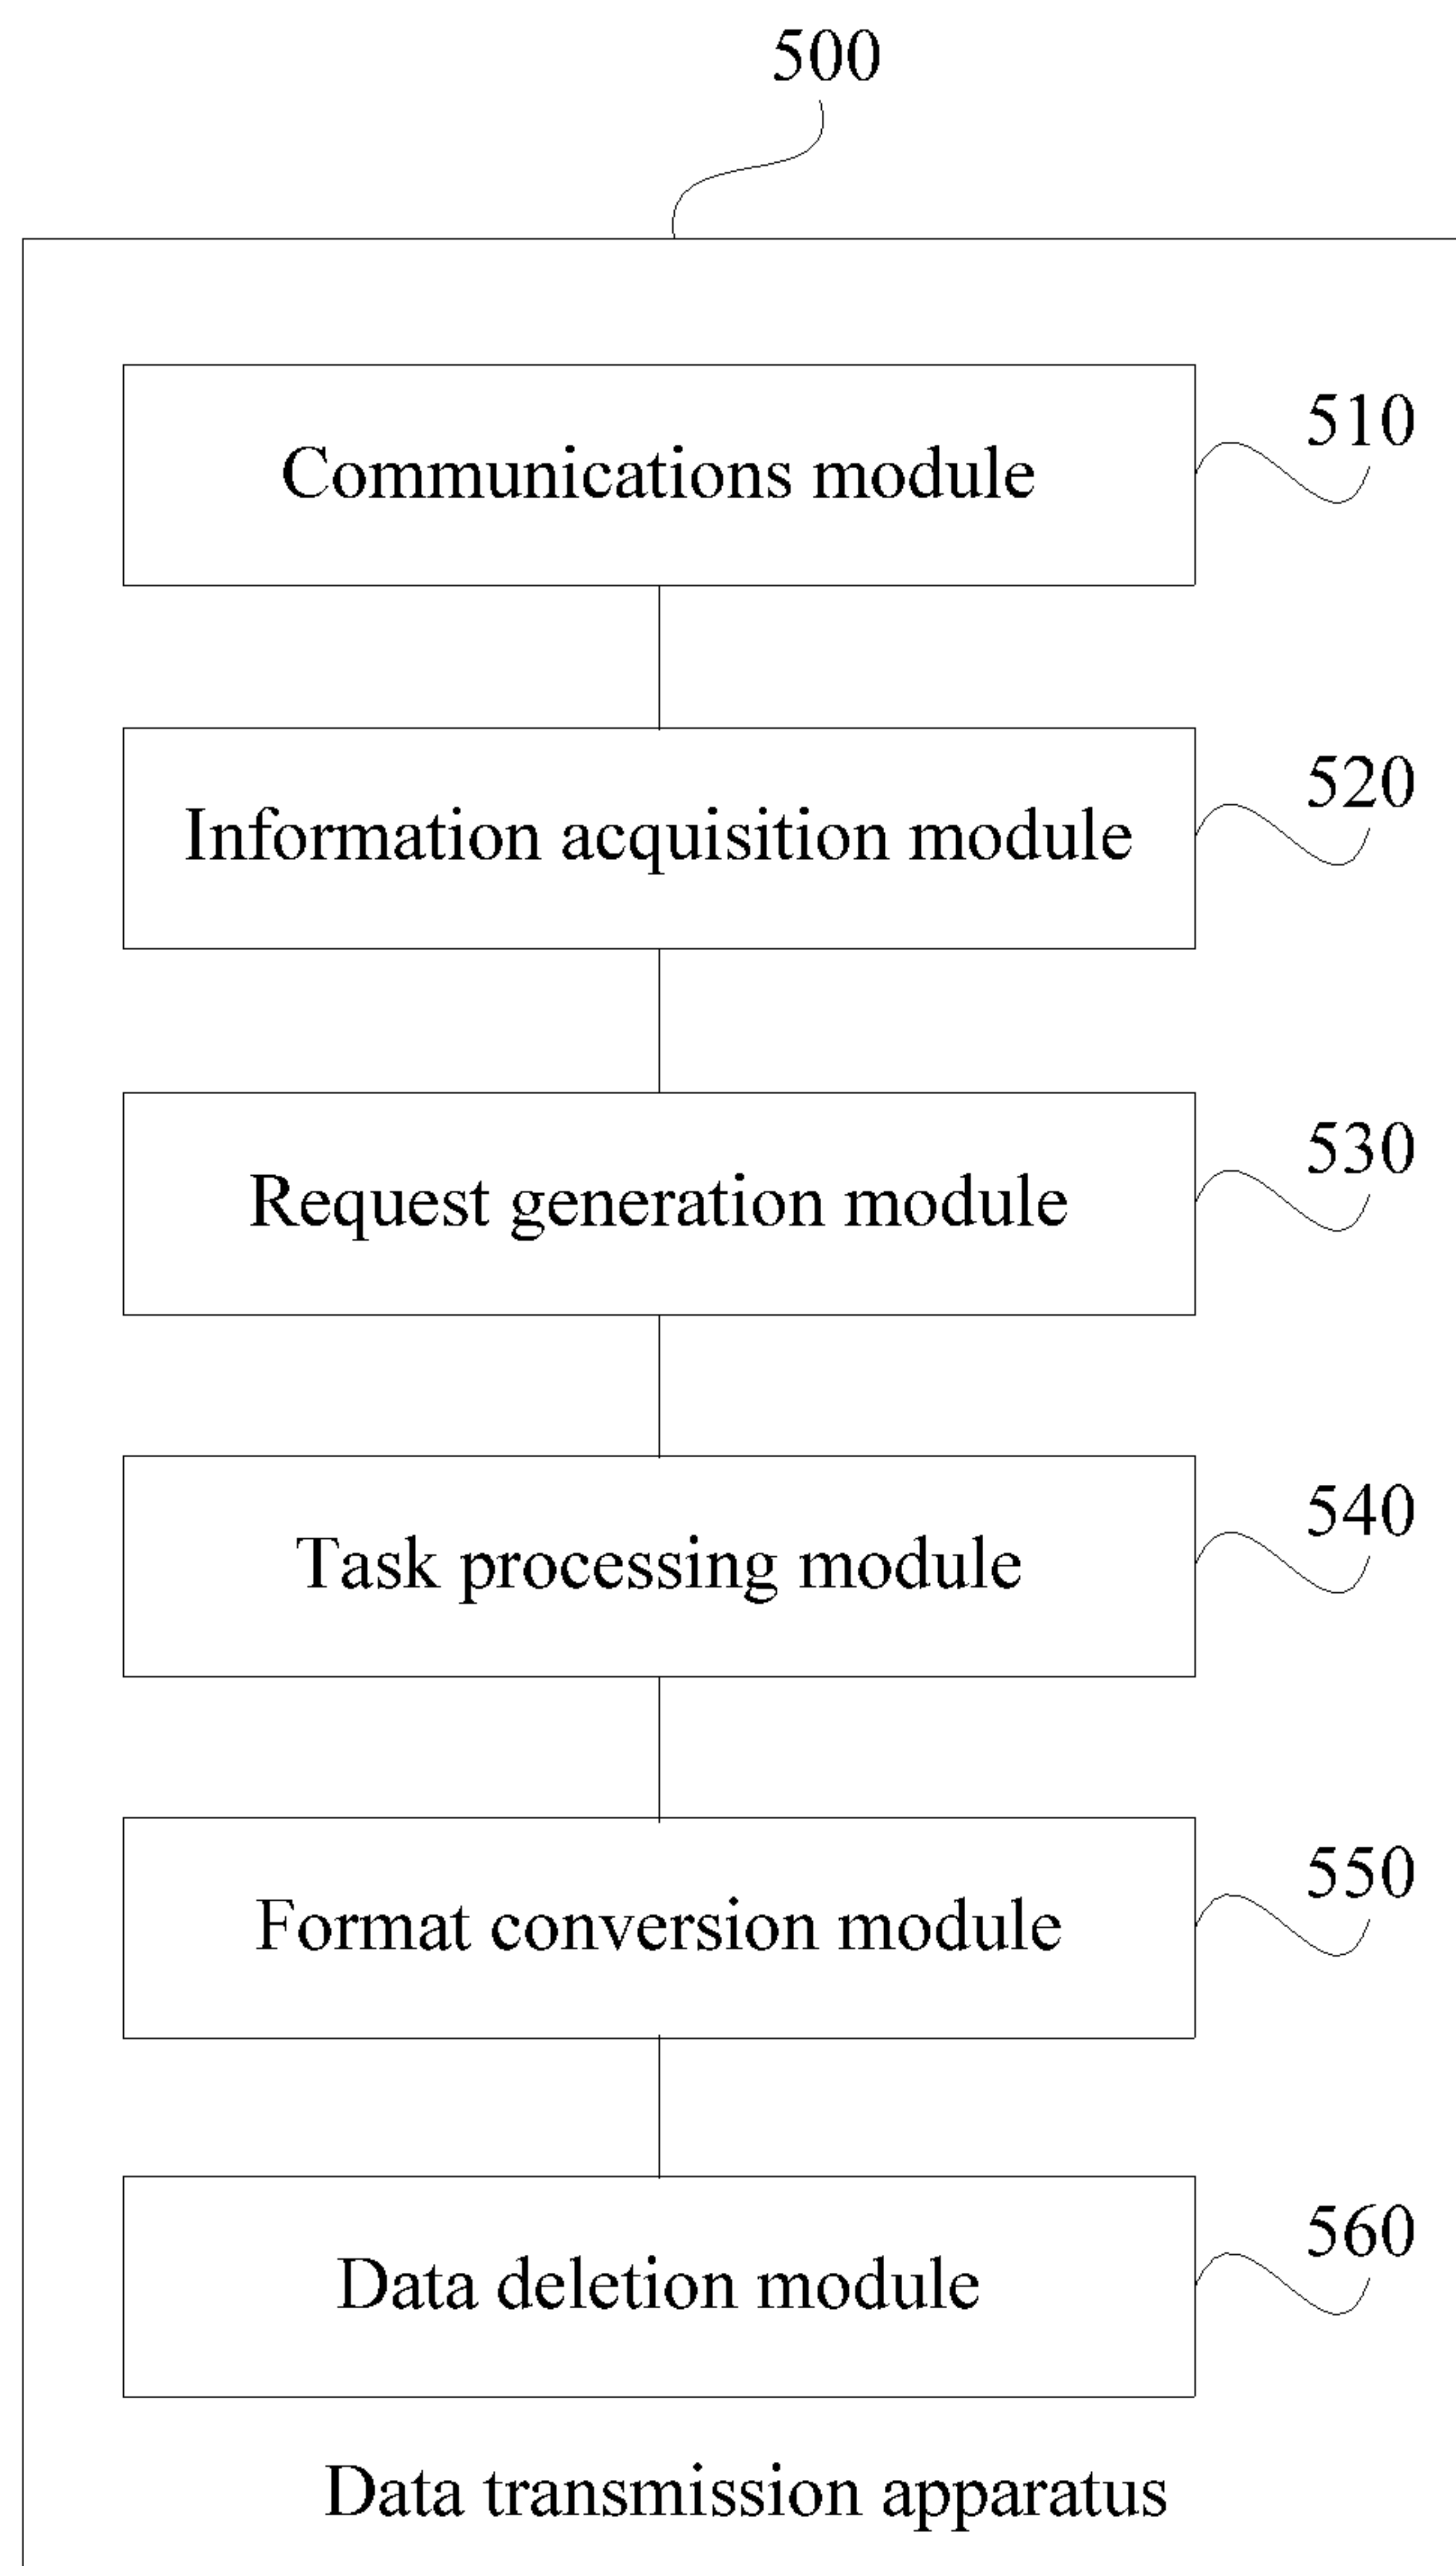 500
Communications module
510
Information acquisition module
520
Request generation module
530
Task processing module
540
Format conversion module
550
Data deletion module
560
Data transmission apparatus